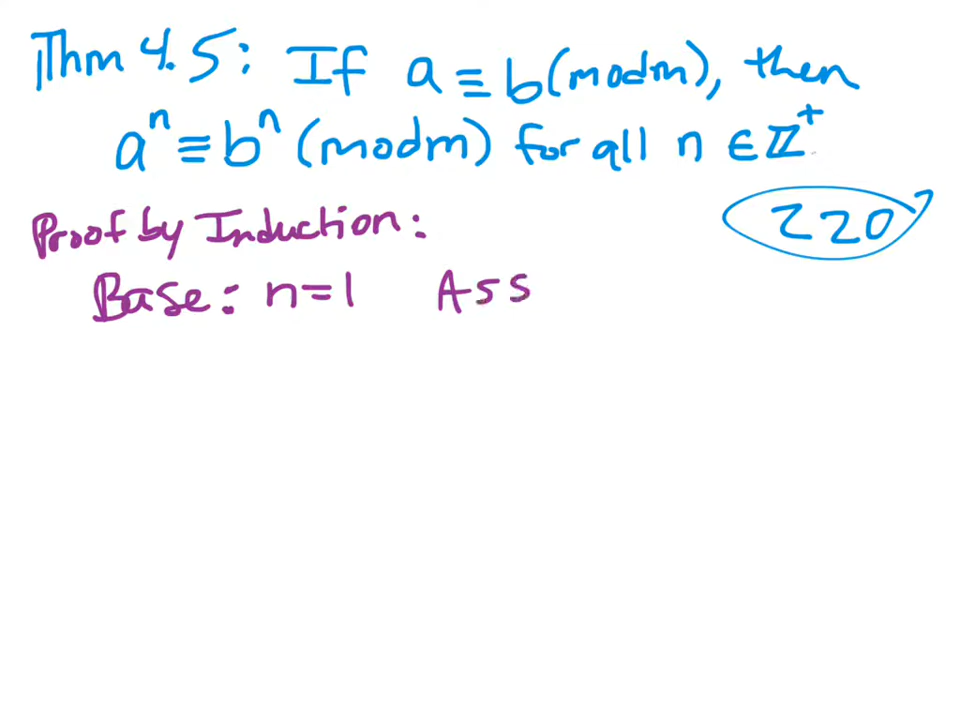 Thm 4.5: If a ≡ b (mod m), then
aⁿ ≡ bⁿ (mod m) for all n ∈ ℤ⁺
220
Proof by Induction:
Base: n=1 Ass